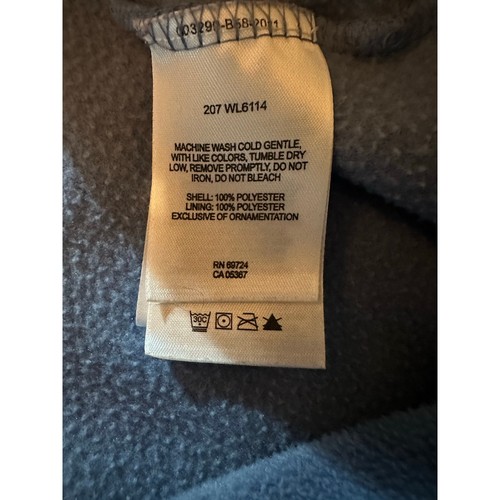 207 WL6114
MACHINE WASH COLD GENTLE,
WITH LIKE COLORS, TUMBLE DRY
LOW, REMOVE PROMPTLY, DO NOT
IRON, DO NOT BLEACH
SHELL: 100% POLYESTER
LINING: 100% POLYESTER
EXCLUSIVE OF ORNAMENTATION
RN 69724
CA 05367
30C